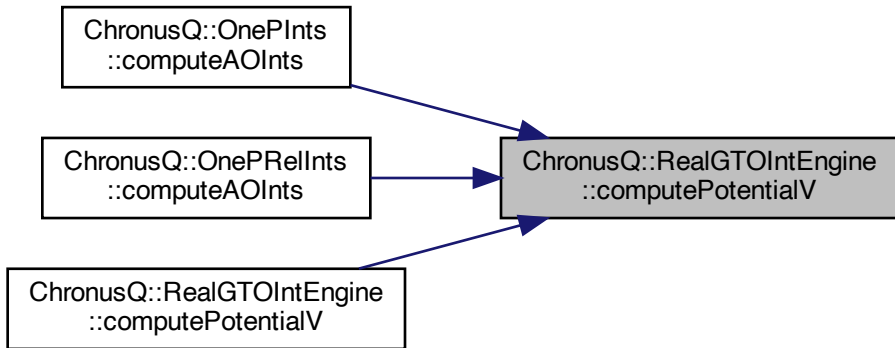 ChronusQ::OnePInts
::computeAOInts
ChronusQ::OnePRelInts
::computeAOInts
ChronusQ::RealGTOIntEngine
::computePotentialV
ChronusQ::RealGTOIntEngine
::computePotentialV